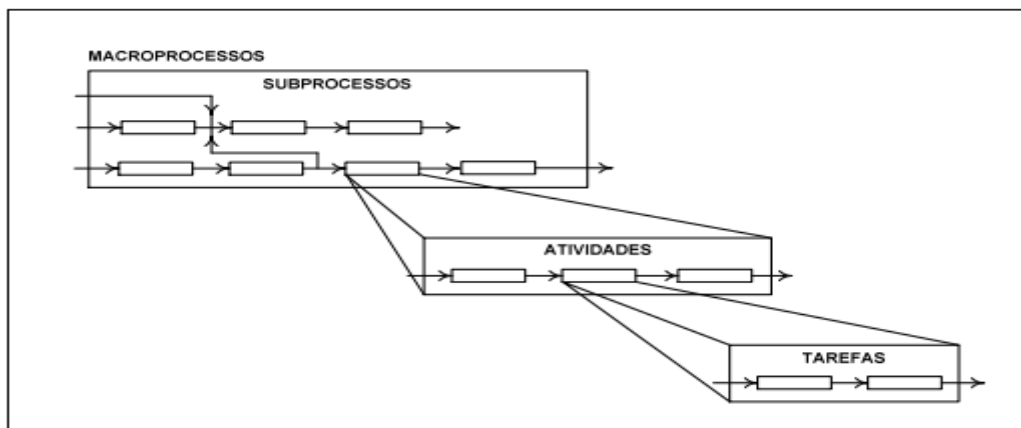 MACROPROCESSOS
SUBPROCESSOS
ATIVIDADES
TAREFAS